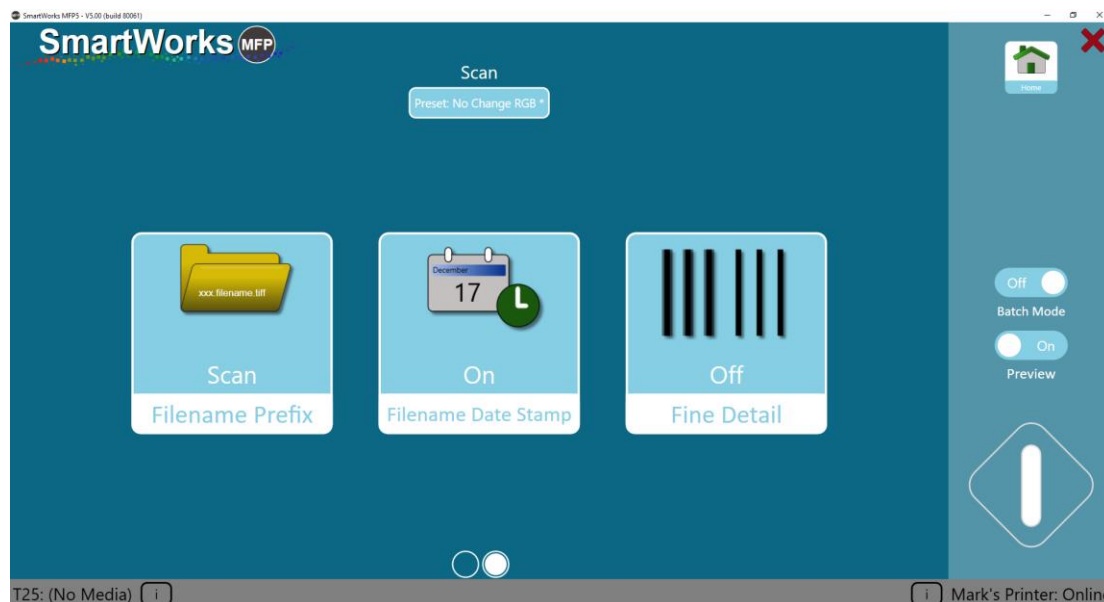 SmartWorks MFP5 - V5.00 (build 80061)
SmartWorks MFP
Scan
Preset: No Change RGB *
Home
xxx.filename.tiff
Scan
Filename Prefix
December
17
On
Filename Date Stamp
Off
Fine Detail
Off
Batch Mode
On
Preview
T25: (No Media) i
i Mark's Printer: Online